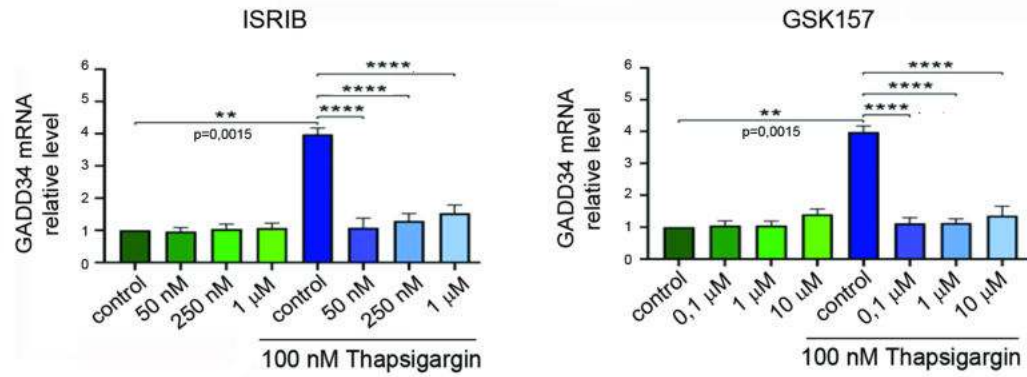 ISRIB
GADD34 mRNA
relative level
6
5
4
3
2
1
0
****
****
****
**
p=0,0015
control
50 nM
250 nM
1 µM
control
50 nM
250 nM
1 µM
100 nM Thapsigargin
GSK157
GADD34 mRNA
relative level
6
5
4
3
2
1
0
****
****
****
**
p=0,0015
control
0,1 µM
1 µM
10 µM
control
0,1 µM
1 µM
10 µM
100 nM Thapsigargin